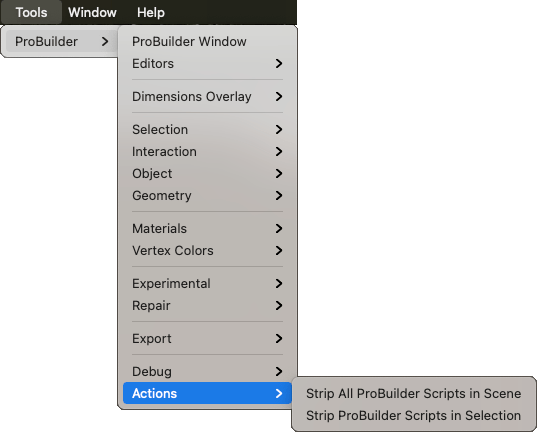 Tools Window Help
ProBuilder
ProBuilder Window
Editors
Dimensions Overlay
Selection
Interaction
Object
Geometry
Materials
Vertex Colors
Experimental
Repair
Export
Debug
Actions
Strip All ProBuilder Scripts in Scene
Strip ProBuilder Scripts in Selection